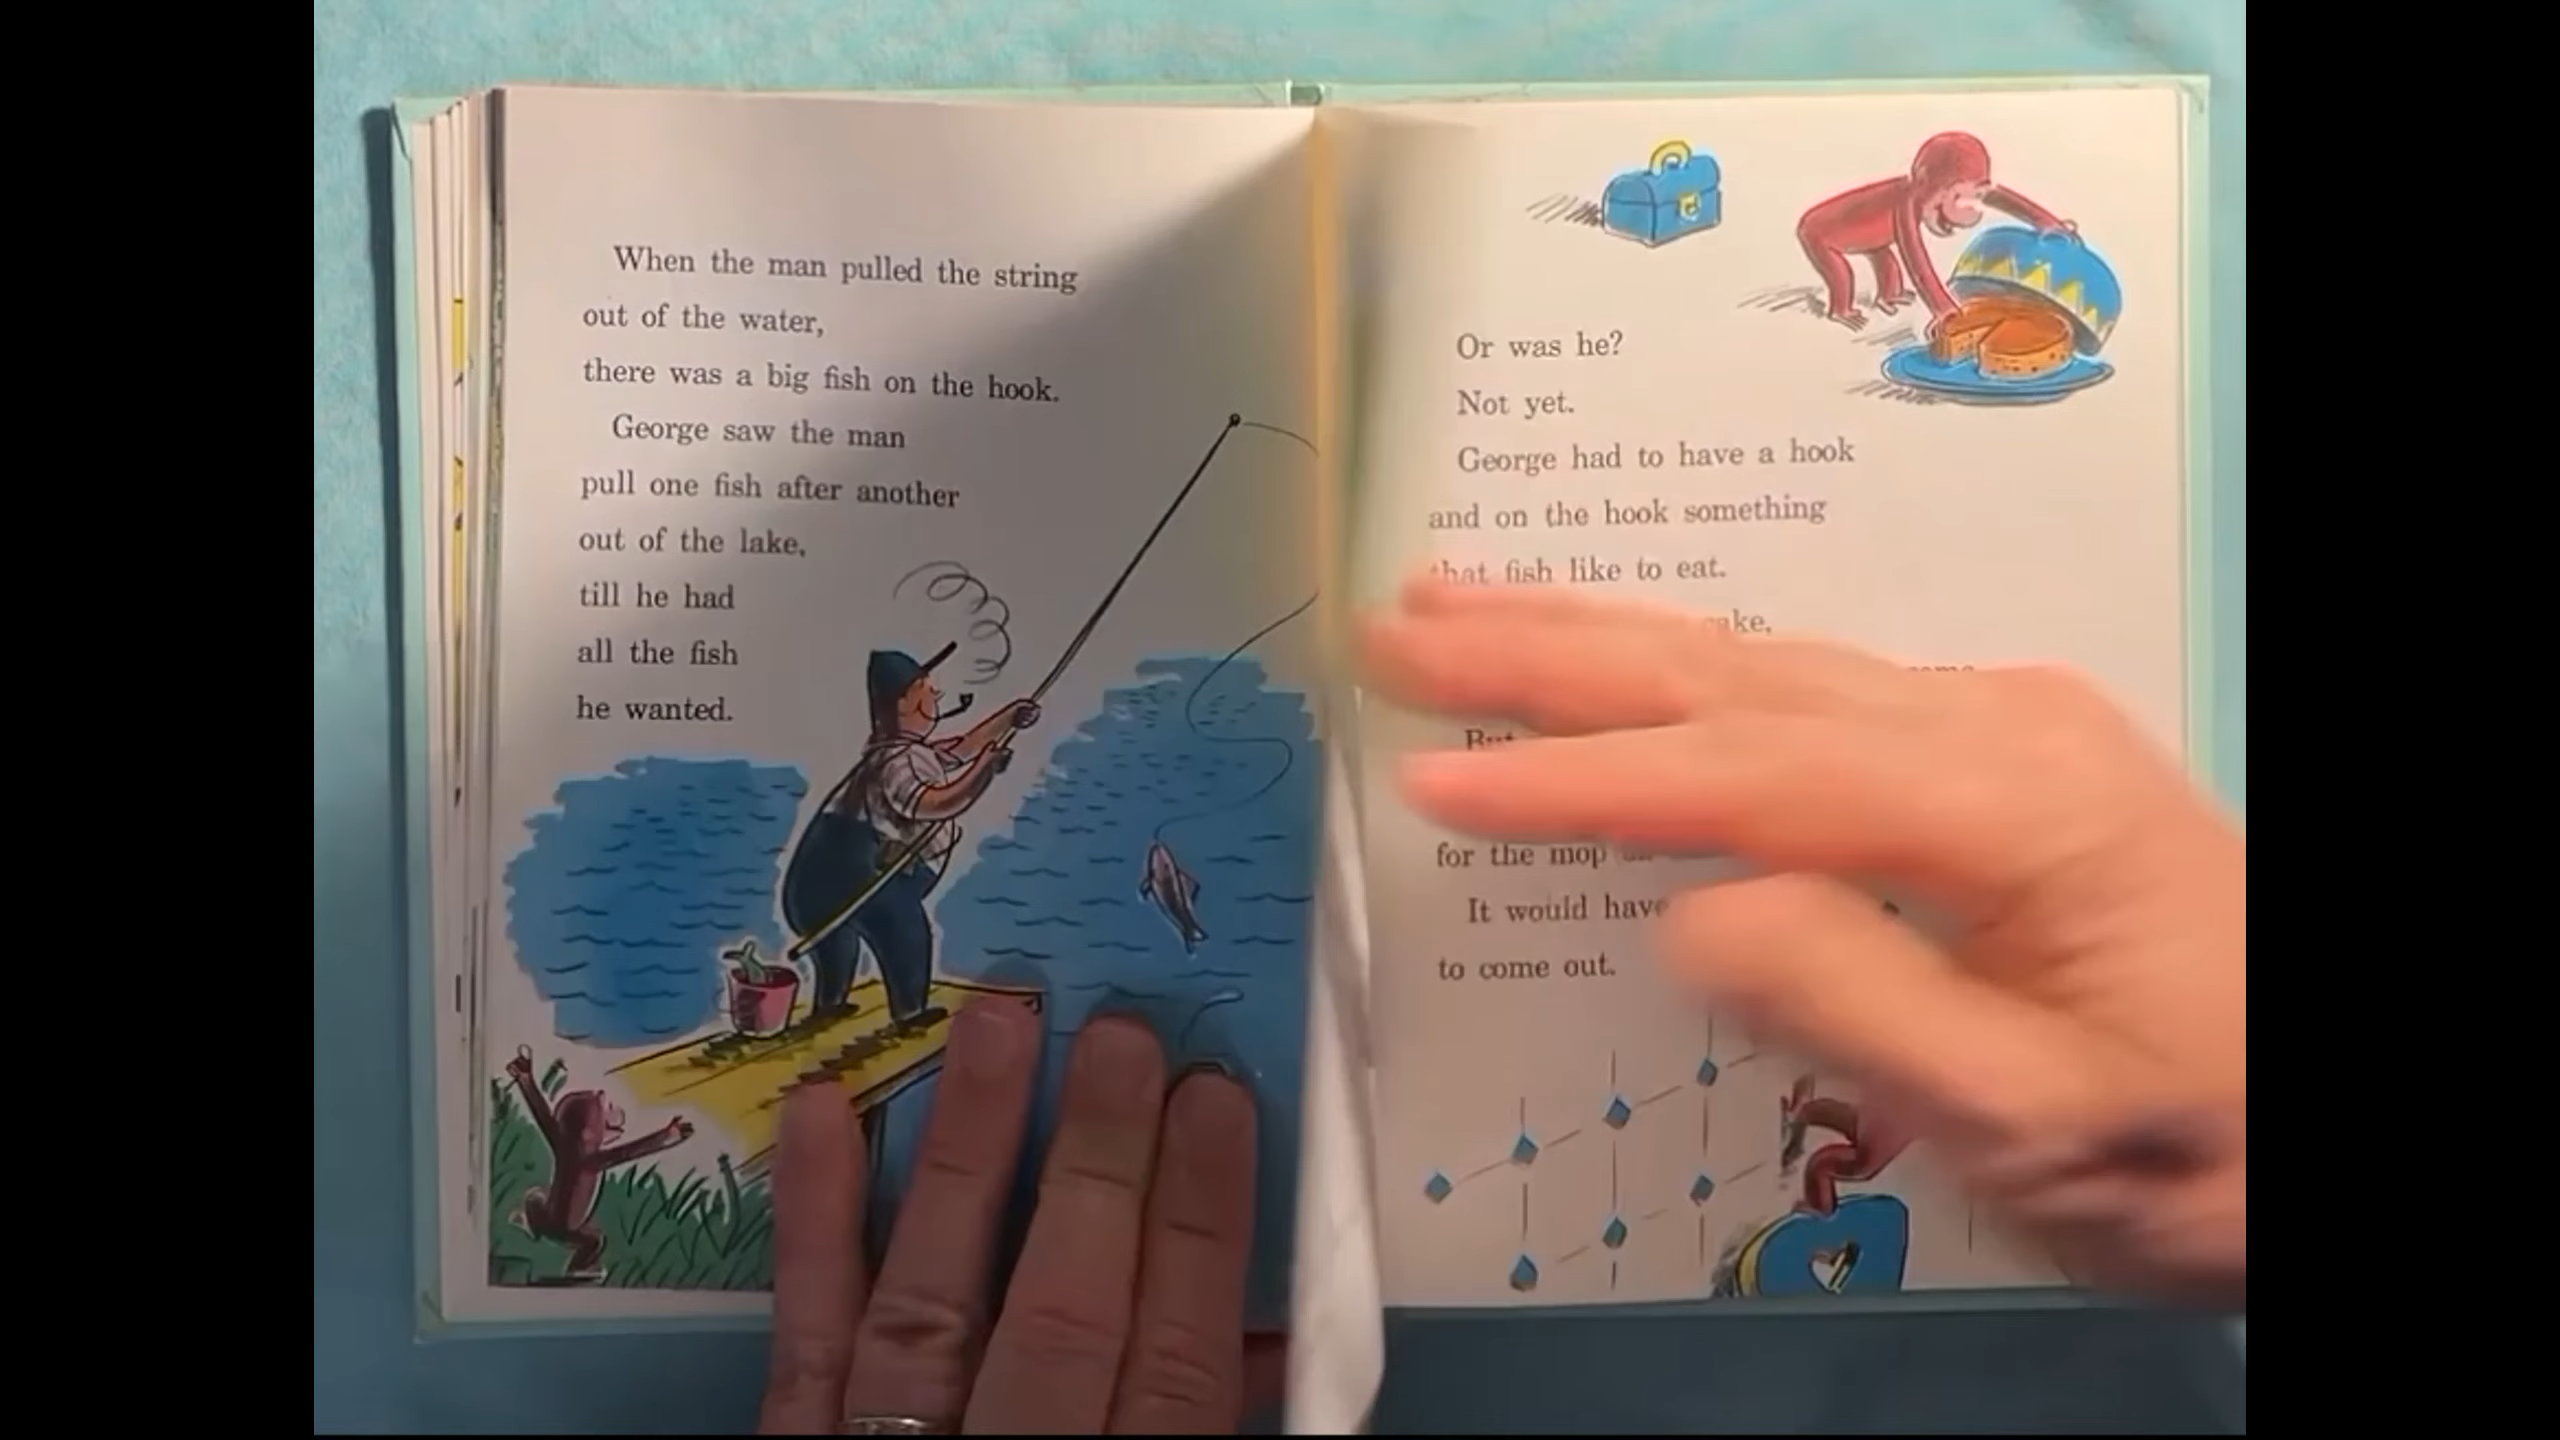 When the man pulled the string
out of the water,
there was a big fish on the hook.
George saw the man
pull one fish after another
out of the lake,
till he had
all the fish
he wanted.
Or was he?
Not yet.
George had to have a hook
and on the hook something
that fish like to eat.
for the mop
It would have
to come out.